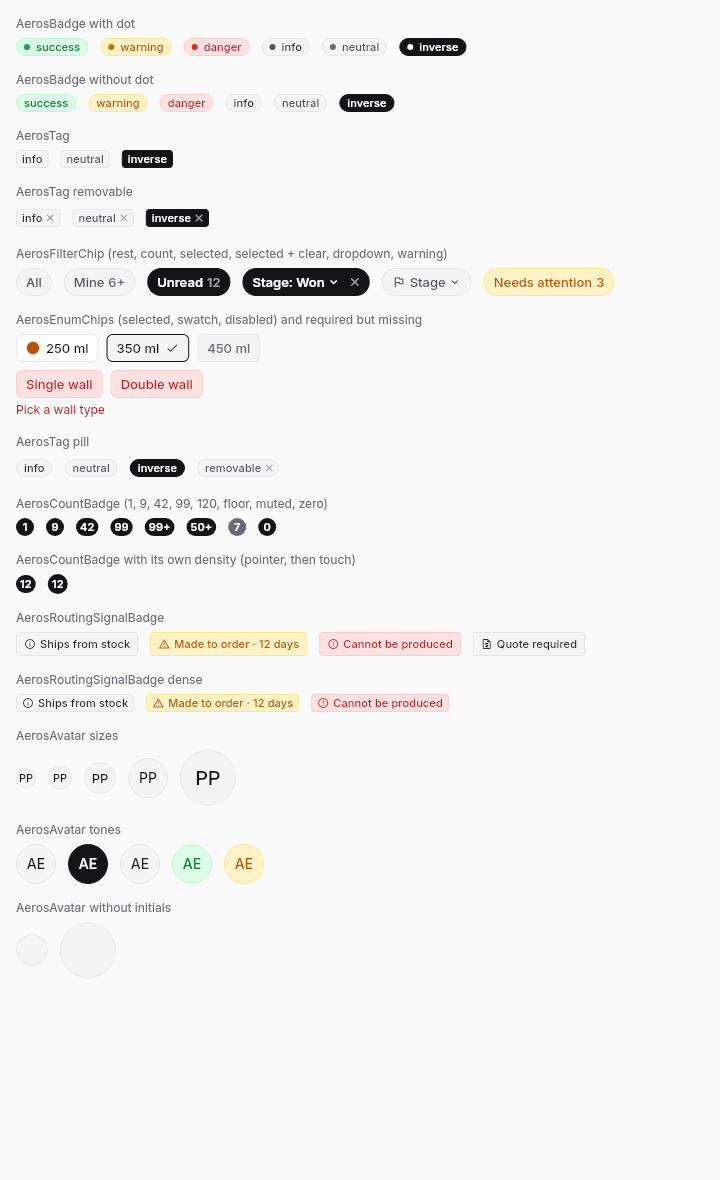 AerosBadge with dot
success warning danger info neutral inverse
AerosBadge without dot
success warning danger info neutral inverse
AerosTag
info neutral inverse
AerosTag removable
info neutral inverse
AerosFilterChip (rest, count, selected, selected + clear, dropdown, warning)
All Mine 6+ Unread 12 Stage: Won Stage Needs attention 3
AerosEnumChips (selected, swatch, disabled) and required but missing
250 ml 350 ml 450 ml
Single wall Double wall
Pick a wall type
AerosTag pill
info neutral inverse removable
AerosCountBadge (1, 9, 42, 99, 120, floor, muted, zero)
1 9 42 99 99+ 50+ 7 0
AerosCountBadge with its own density (pointer, then touch)
12 12
AerosRoutingSignalBadge
Ships from stock Made to order · 12 days Cannot be produced Quote required
AerosRoutingSignalBadge dense
Ships from stock Made to order · 12 days Cannot be produced
AerosAvatar sizes
PP PP PP PP PP
AerosAvatar tones
AE AE AE AE AE
AerosAvatar without initials